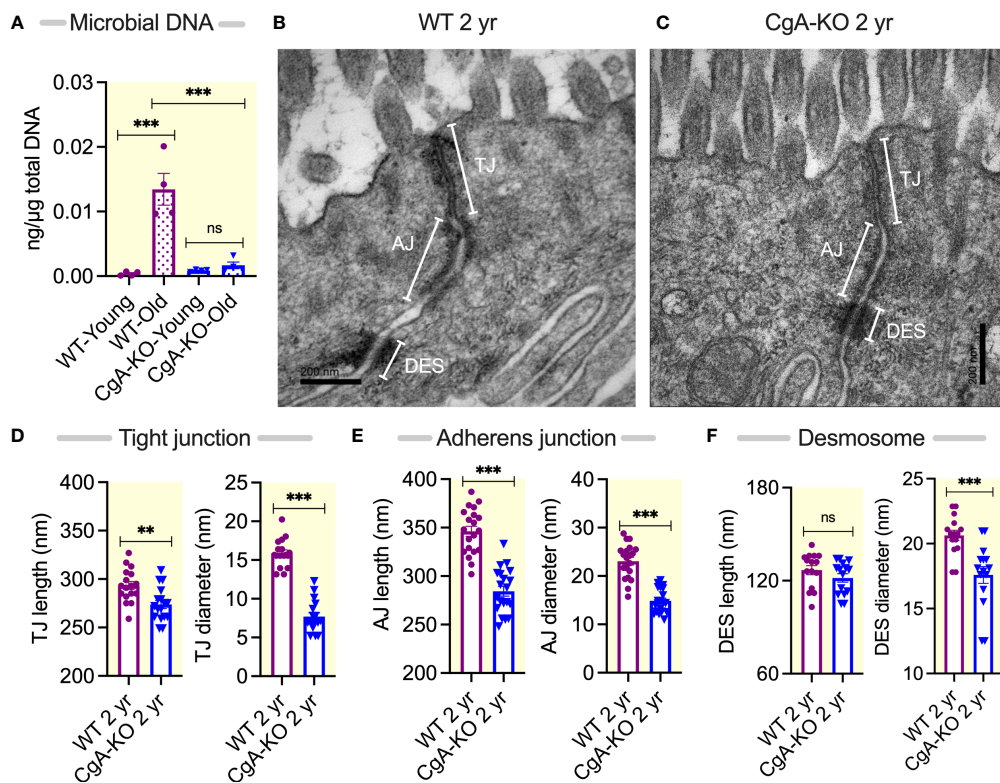 A
Microbial DNA
ng/µg total DNA
0.03
0.02
0.01
0.00
***
***
ns
WT-Young
WT-Old
CgA-KO-Young
CgA-KO-Old
B
WT 2 yr
TJ
AJ
DES
200 nm
C
CgA-KO 2 yr
TJ
AJ
DES
200 nm
D
Tight junction
TJ length (nm)
400
350
300
250
200
**
WT 2 yr
CgA-KO 2 yr
TJ diameter (nm)
25
20
15
10
5
0
***
WT 2 yr
CgA-KO 2 yr
E
Adherens junction
AJ length (nm)
400
350
300
250
200
***
WT 2 yr
CgA-KO 2 yr
AJ diameter (nm)
40
30
20
10
0
***
WT 2 yr
CgA-KO 2 yr
F
Desmosome
DES length (nm)
180
120
60
ns
WT 2 yr
CgA-KO 2 yr
DES diameter (nm)
25
20
15
10
***
WT 2 yr
CgA-KO 2 yr